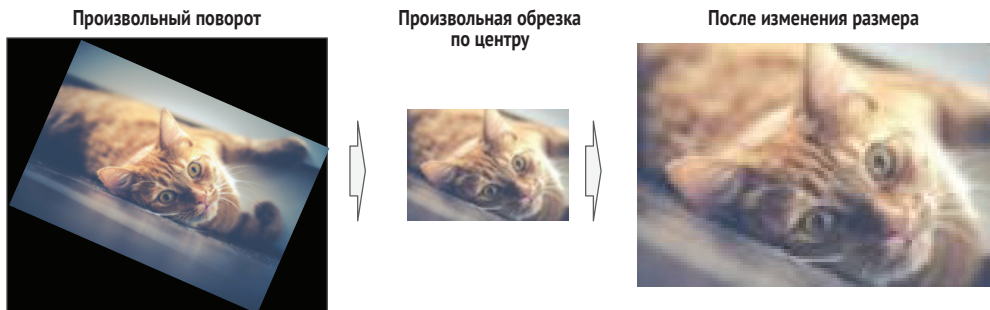 Произвольный поворот
Произвольная обрезка
по центру
После изменения размера